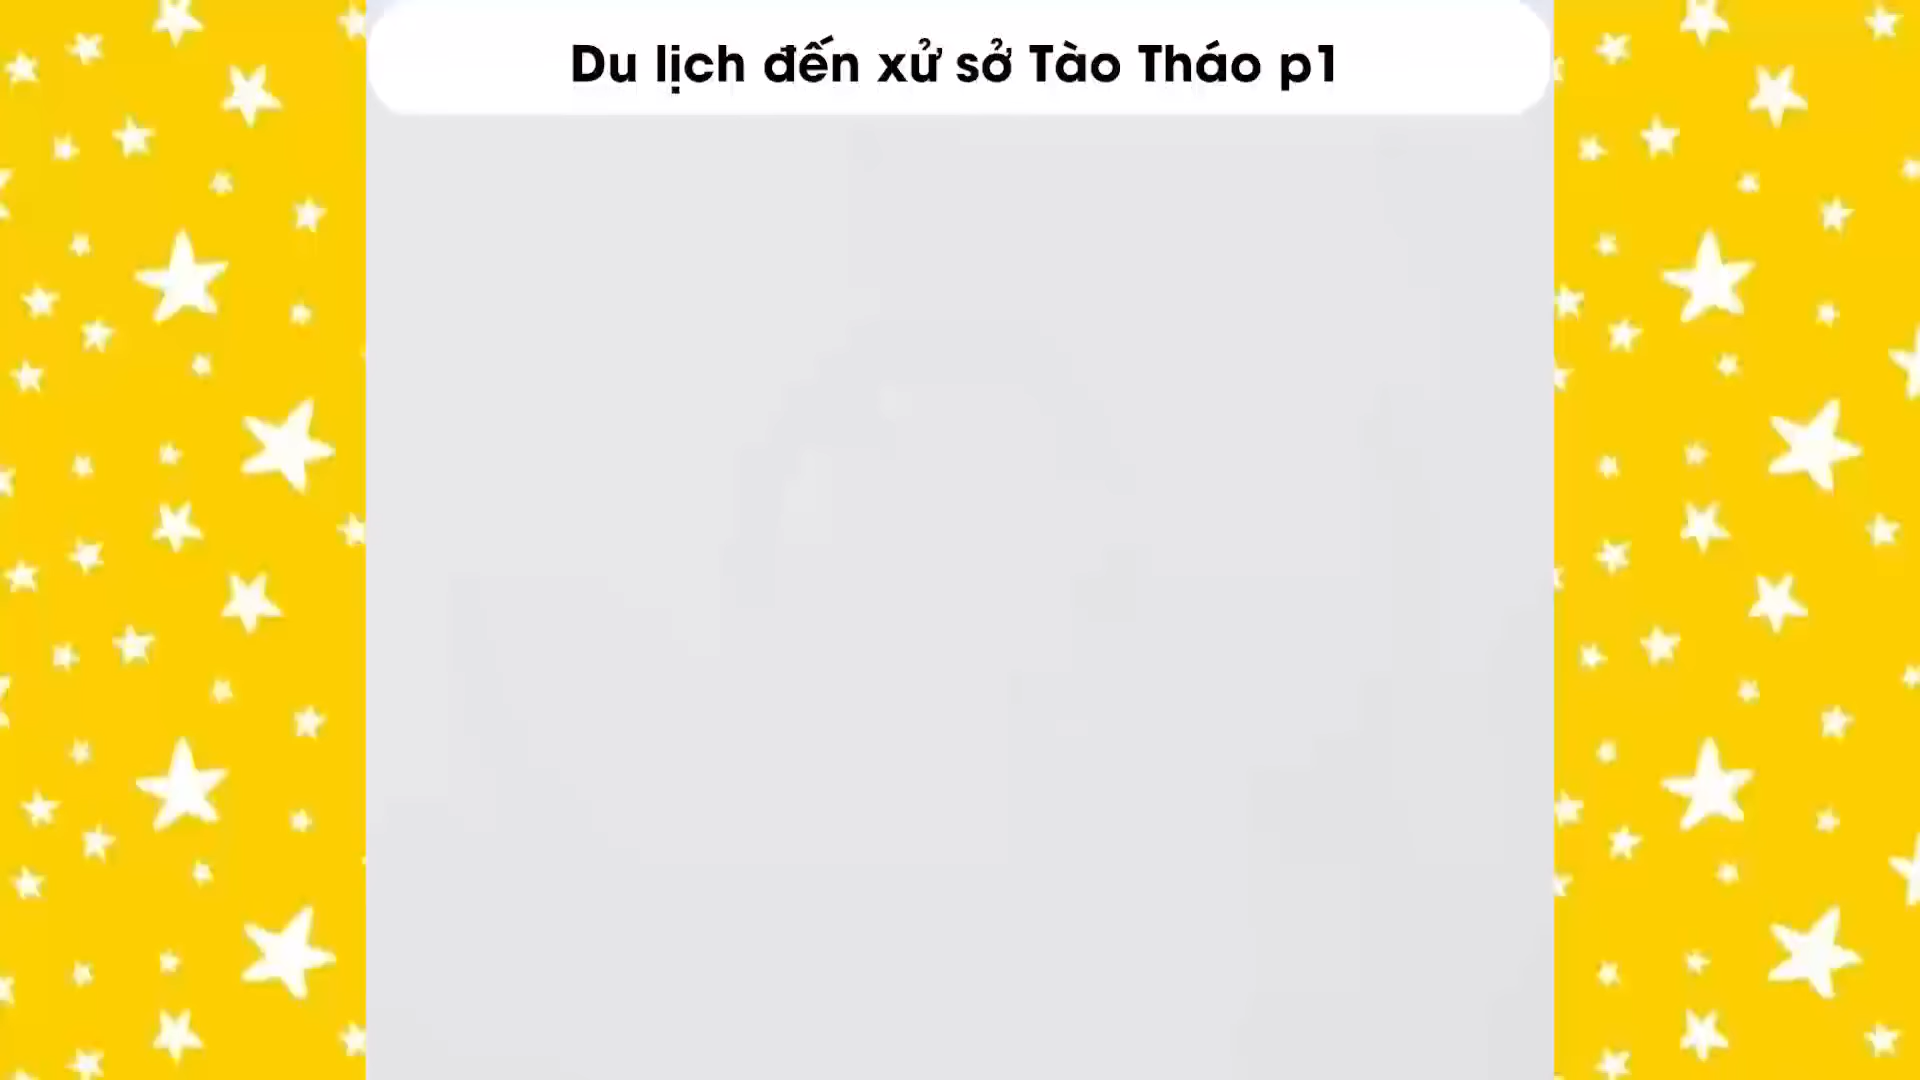 Du lịch đến xử sở Tào Tháo p1